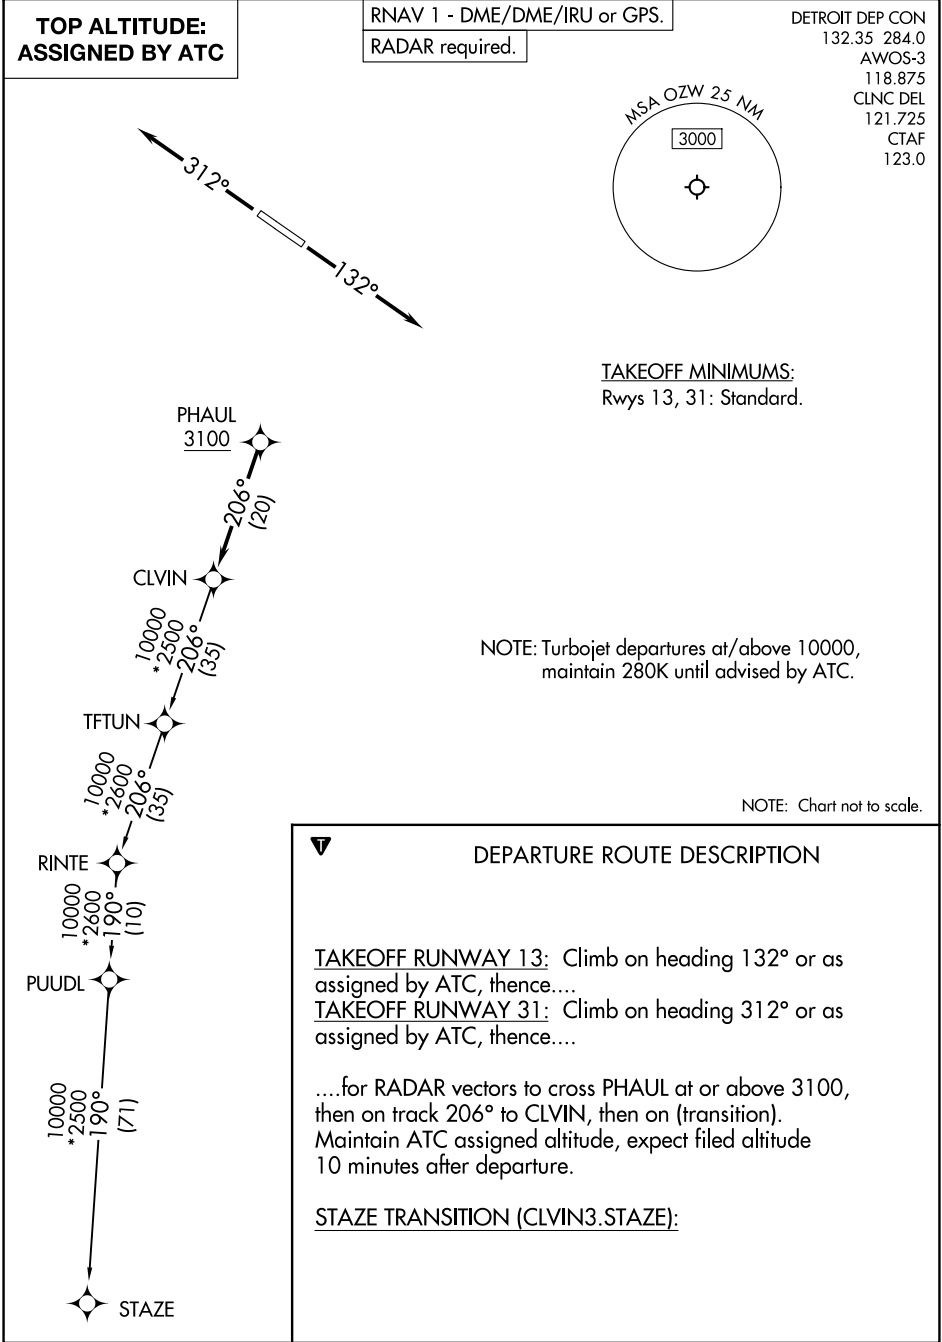 TOP ALTITUDE:
ASSIGNED BY ATC
RNAV 1 - DME/DME/IRU or GPS.
RADAR required.
DETROIT DEP CON
132.35 284.0
AWOS-3
118.875
CLNC DEL
121.725
CTAF
123.0
MSA OZW 25 NM
3000
312°
132°
TAKEOFF MINIMUMS:
Rwys 13, 31: Standard.
PHAUL
3100
206°
(20)
CLVIN
10000
*2500
206°
(35)
NOTE: Turbojet departures at/above 10000,
maintain 280K until advised by ATC.
TFTUN
10000
*2600
206°
(35)
NOTE: Chart not to scale.
RINTE
10000
*2600
190°
(10)
PUUDL
10000
*2500
190°
(71)
STAZE
T
DEPARTURE ROUTE DESCRIPTION
TAKEOFF RUNWAY 13: Climb on heading 132° or as
assigned by ATC, thence....
TAKEOFF RUNWAY 31: Climb on heading 312° or as
assigned by ATC, thence....
....for RADAR vectors to cross PHAUL at or above 3100,
then on track 206° to CLVIN, then on (transition).
Maintain ATC assigned altitude, expect filed altitude
10 minutes after departure.
STAZE TRANSITION (CLVIN3.STAZE):